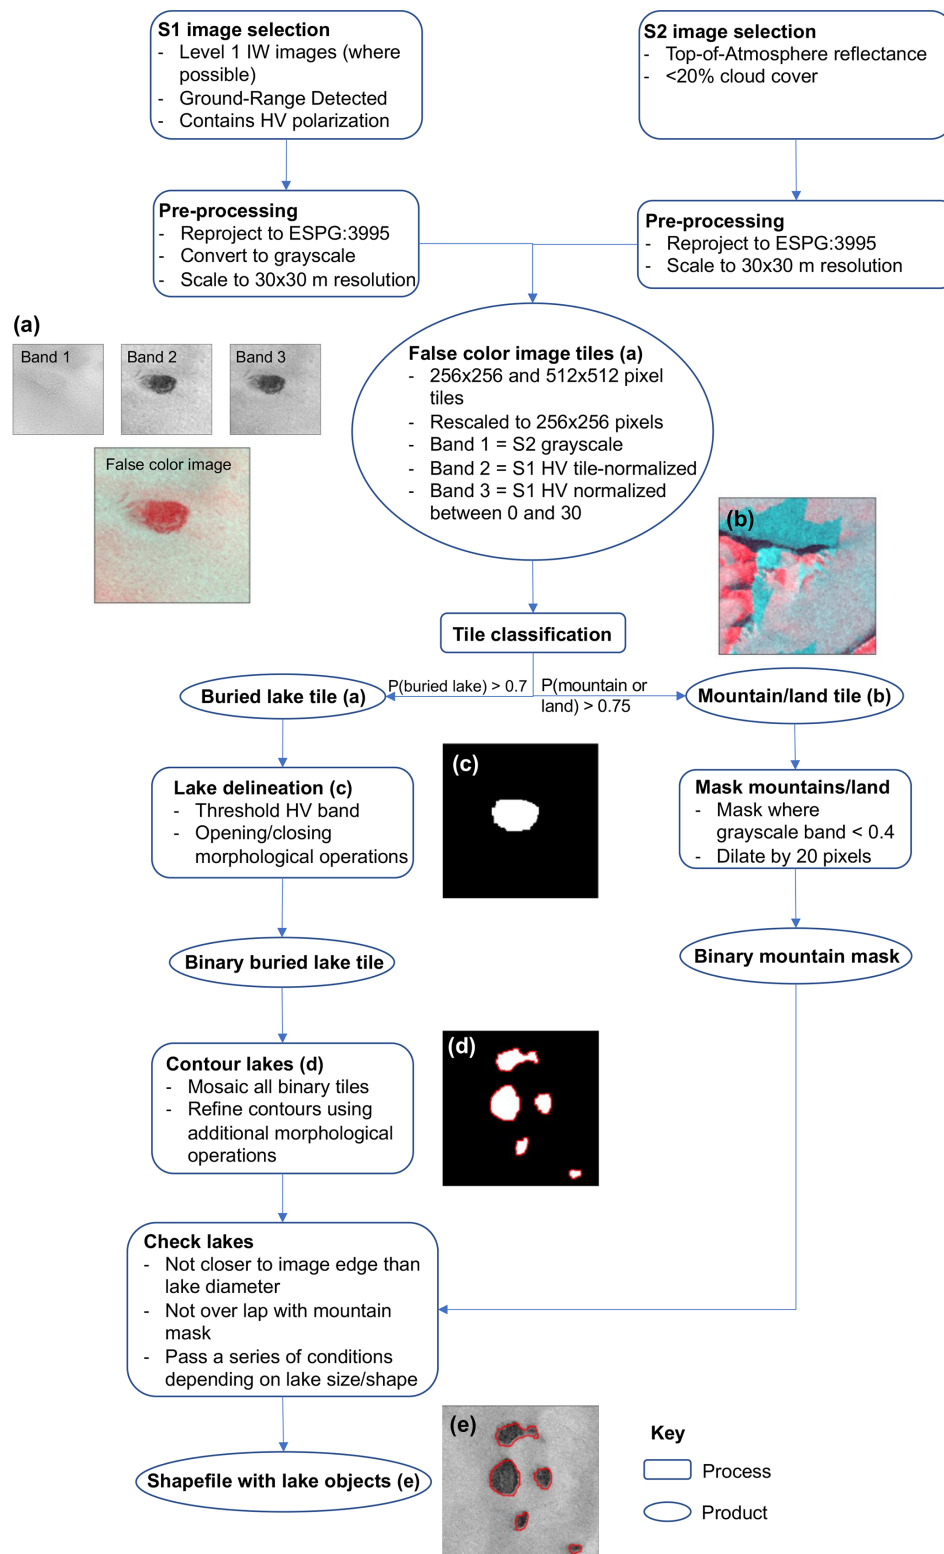 S1 image selection
- Level 1 IW images (where
possible)
- Ground-Range Detected
- Contains HV polarization
S2 image selection
- Top-of-Atmosphere reflectance
- <20% cloud cover
Pre-processing
- Reproject to ESPG:3995
- Convert to grayscale
- Scale to 30x30 m resolution
Pre-processing
- Reproject to ESPG:3995
- Scale to 30x30 m resolution
(a)
Band 1
Band 2
Band 3
False color image
False color image tiles (a)
- 256x256 and 512x512 pixel
tiles
- Rescaled to 256x256 pixels
- Band 1 = S2 grayscale
- Band 2 = S1 HV tile-normalized
- Band 3 = S1 HV normalized
between 0 and 30
(b)
Tile classification
P(buried lake) > 0.7
P(mountain or
land) > 0.75
Buried lake tile (a)
Mountain/land tile (b)
Lake delineation (c)
- Threshold HV band
- Opening/closing
morphological operations
(c)
Mask mountains/land
- Mask where
grayscale band < 0.4
- Dilate by 20 pixels
Binary buried lake tile
Binary mountain mask
Contour lakes (d)
- Mosaic all binary tiles
- Refine contours using
additional morphological
operations
(d)
Check lakes
- Not closer to image edge than
lake diameter
- Not over lap with mountain
mask
- Pass a series of conditions
depending on lake size/shape
Shapefile with lake objects (e)
(e)
Key
Process
Product